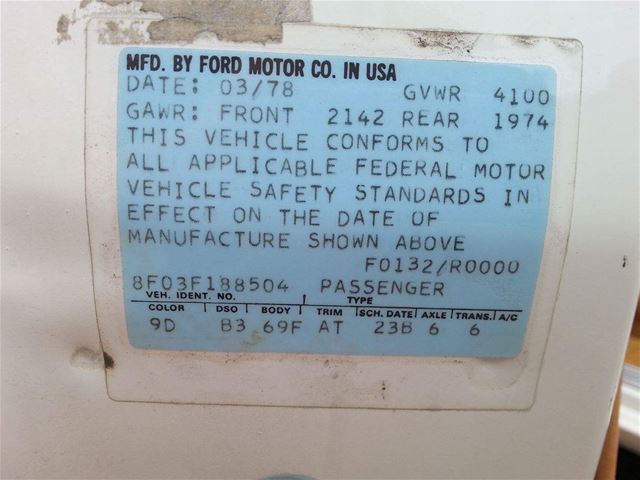 MFD. BY FORD MOTOR CO. IN USA
DATE: 03/78 GVWR 4100
GAWR: FRONT 2142 REAR 1974
THIS VEHICLE CONFORMS TO
ALL APPLICABLE FEDERAL MOTOR
VEHICLE SAFETY STANDARDS IN
EFFECT ON THE DATE OF
MANUFACTURE SHOWN ABOVE
F0132/R0000
8F03F188504 PASSENGER
VEH. IDENT. NO. TYPE
COLOR DSO BODY TRIM SCH. DATE AXLE TRANS. A/C
9D B3 69F AT 23B 6 6